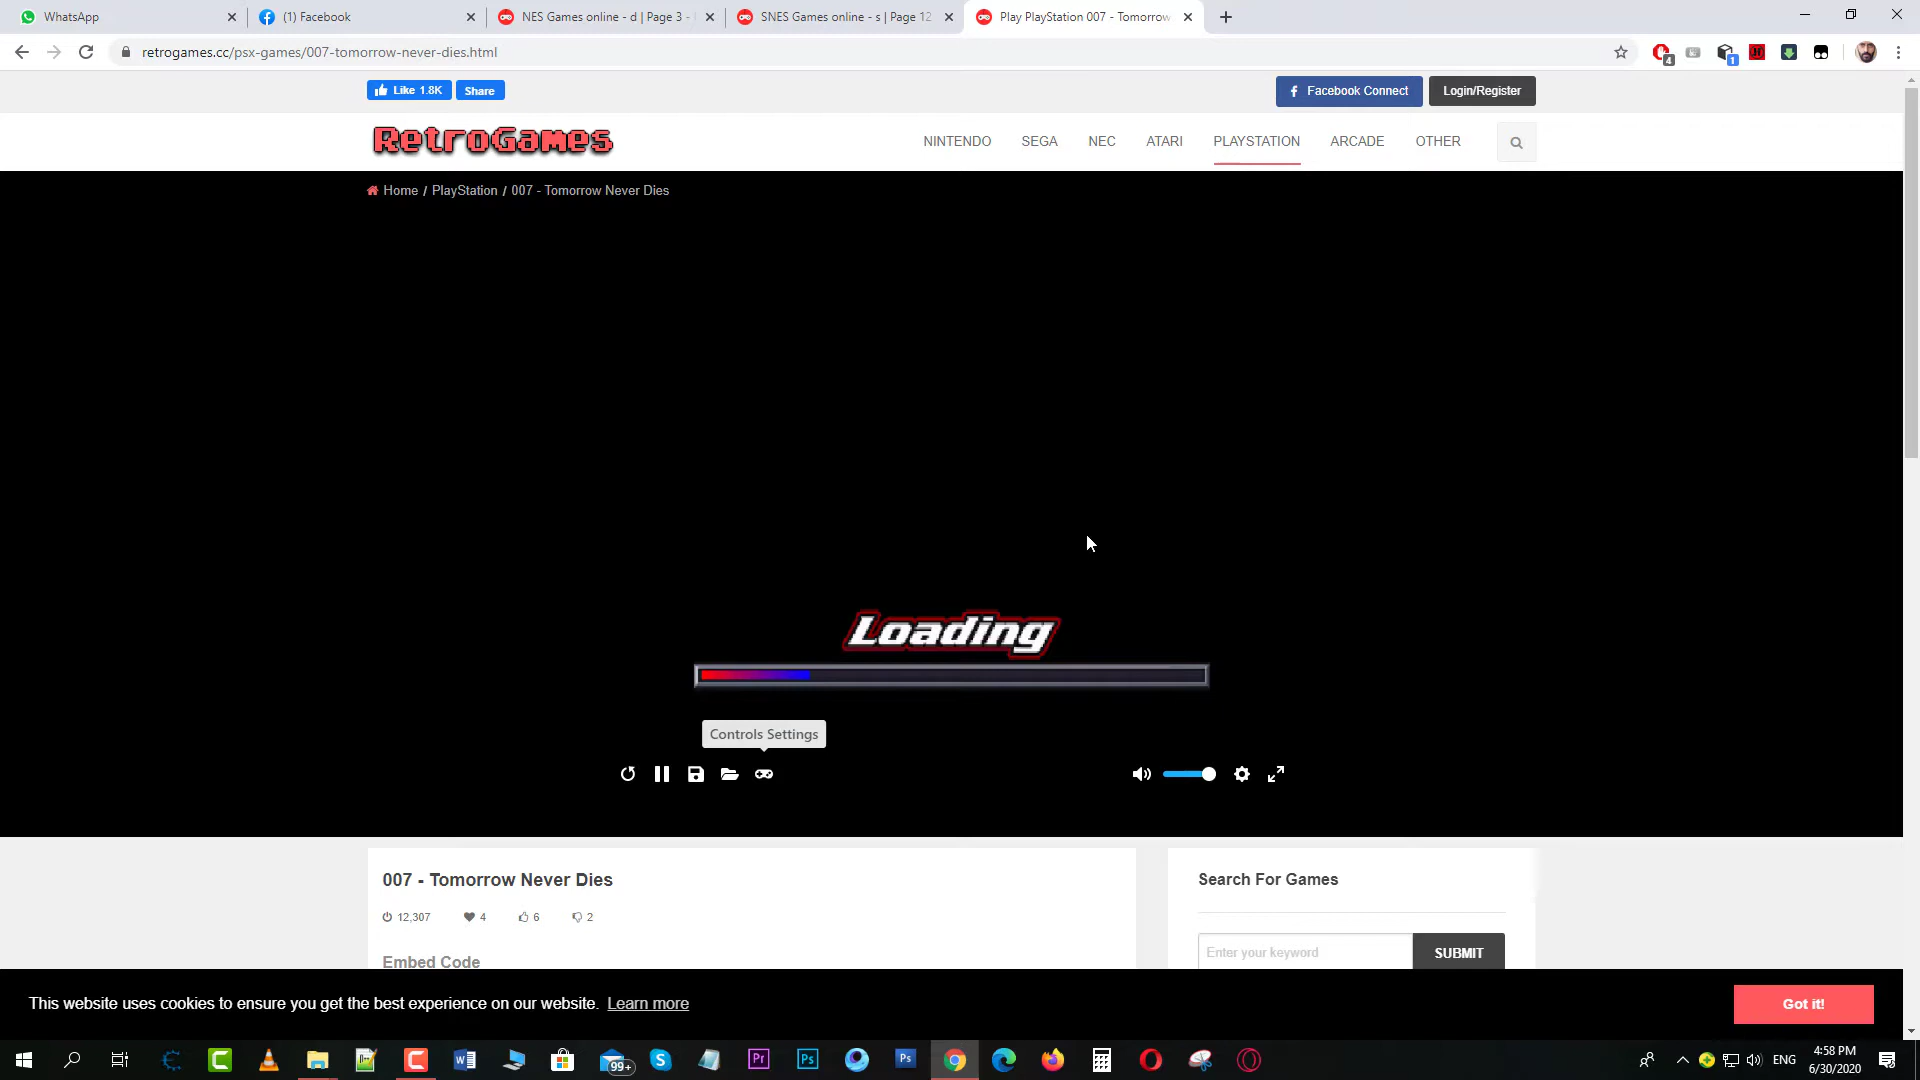 WhatsApp
(1) Facebook
NES Games online - d | Page 3 -
SNES Games online - s | Page 12
Play PlayStation 007 - Tomorrow
retrogames.cc/psx-games/007-tomorrow-never-dies.html
4
1
Like 1.8K
Share
Facebook Connect
Login/Register
RetroGames
NINTENDO
SEGA
NEC
ATARI
PLAYSTATION
ARCADE
OTHER
Home / PlayStation / 007 - Tomorrow Never Dies
Loading
Controls Settings
007 - Tomorrow Never Dies
12,307
4
6
2
Embed Code
Search For Games
Enter your keyword
SUBMIT
This website uses cookies to ensure you get the best experience on our website. Learn more
Got it!
99+
Pr
Ps
Ps
ENG
4:58 PM
6/30/2020